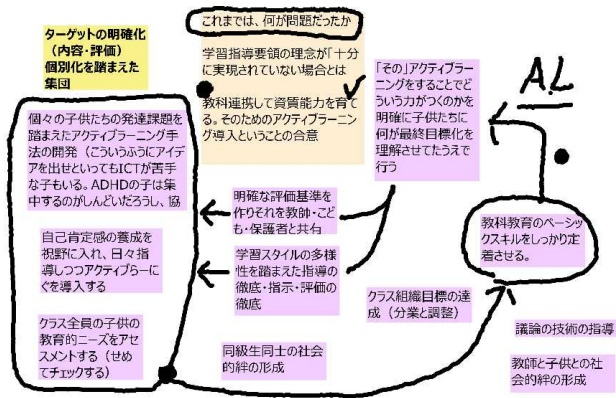 これまでは、何が問題だったか
ターゲットの明確化
(内容・評価)
個別化を踏まえた
集団
学習指導要領の理念が「十分
に実現されていない場合とは
教科連携して資質能力を育て
る。そのためのアクティブラーニン
グ導入ということの合意
「その」アクティブラー
ニングをすることでど
ういう力がつくのかを
明確に子供たちに
何が最終目標化を
理解させてたうえで
行う
AL
個々の子供たちの発達課題を
踏まえたアクティブラーニング手
法の開発(こういうふうにアイデ
アを出せといってもICTが苦手
な子もいる。ADHDの子は集
中するのがしんどいだろうし、協
明確な評価基準を
作りそれを教師・こど
も・保護者と共有
教科教育のベーシ
ックスキルをしっかり定
着させる。
自己肯定感の養成を
視野に入れ、日々指
導しつつアクティブらーに
ぐを導入する
学習スタイルの多様
性を踏まえた指導の
徹底・指示・評価の
徹底
クラス組織目標の達
成(分業と調整)
クラス全員の子供の
教育的ニーズをアセ
スメントする(せめ
てチェックする)
同級生同士の社会
的絆の形成
議論の技術の指導
教師と子供との社
会的絆の形成